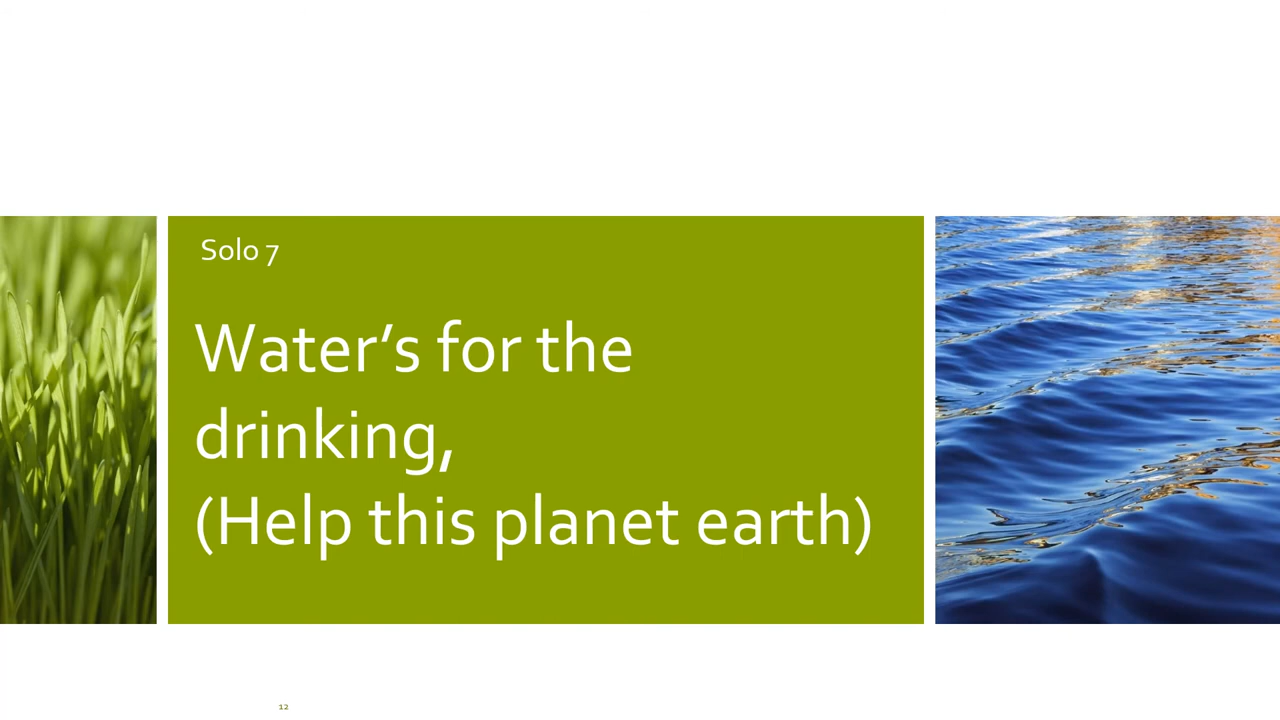 Solo 7
Water’s for the
drinking,
(Help this planet earth)
12